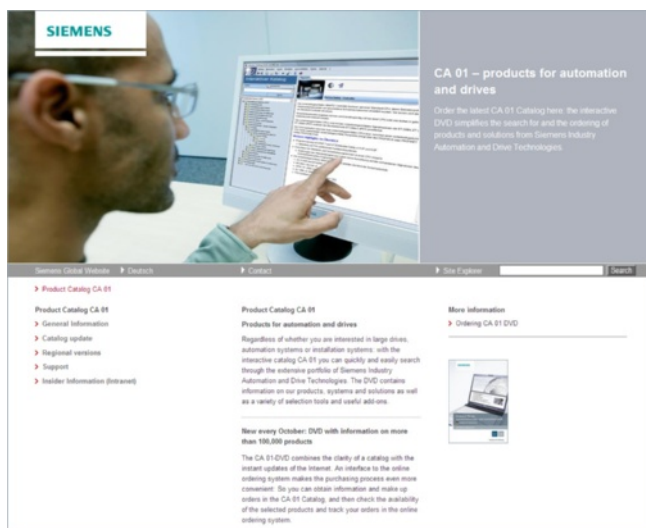 SIEMENS
CA 01 – products for automation
and drives
Order the latest CA 01 Catalog here: the interactive
DVD simplifies the search for and the ordering of
products and solutions from Siemens Industry
Automation and Drive Technologies
Siemens Global Website Deutsch Contact Site Explorer Search
Product Catalog CA 01
Product Catalog CA 01
General Information
Catalog update
Regional versions
Support
Insider Information (Intranet)
Product Catalog CA 01
Products for automation and drives
Regardless of whether you are interested in large drives,
automation systems or installation systems: with the
interactive catalog CA 01 you can quickly and easily search
through the extensive portfolio of Siemens Industry
Automation and Drive Technologies. The DVD contains
information on our products, systems and solutions as well
as a variety of selection tools and useful add-ons.
New every October: DVD with information on more
than 100,000 products
The CA 01-DVD combines the clarity of a catalog with the
instant updates of the Internet. An interface to the online
ordering system makes the purchasing process even more
convenient: So you can obtain information and make up
orders in the CA 01 Catalog, and then check the availability
of the selected products and track your orders in the online
ordering system.
More information
Ordering CA 01 DVD